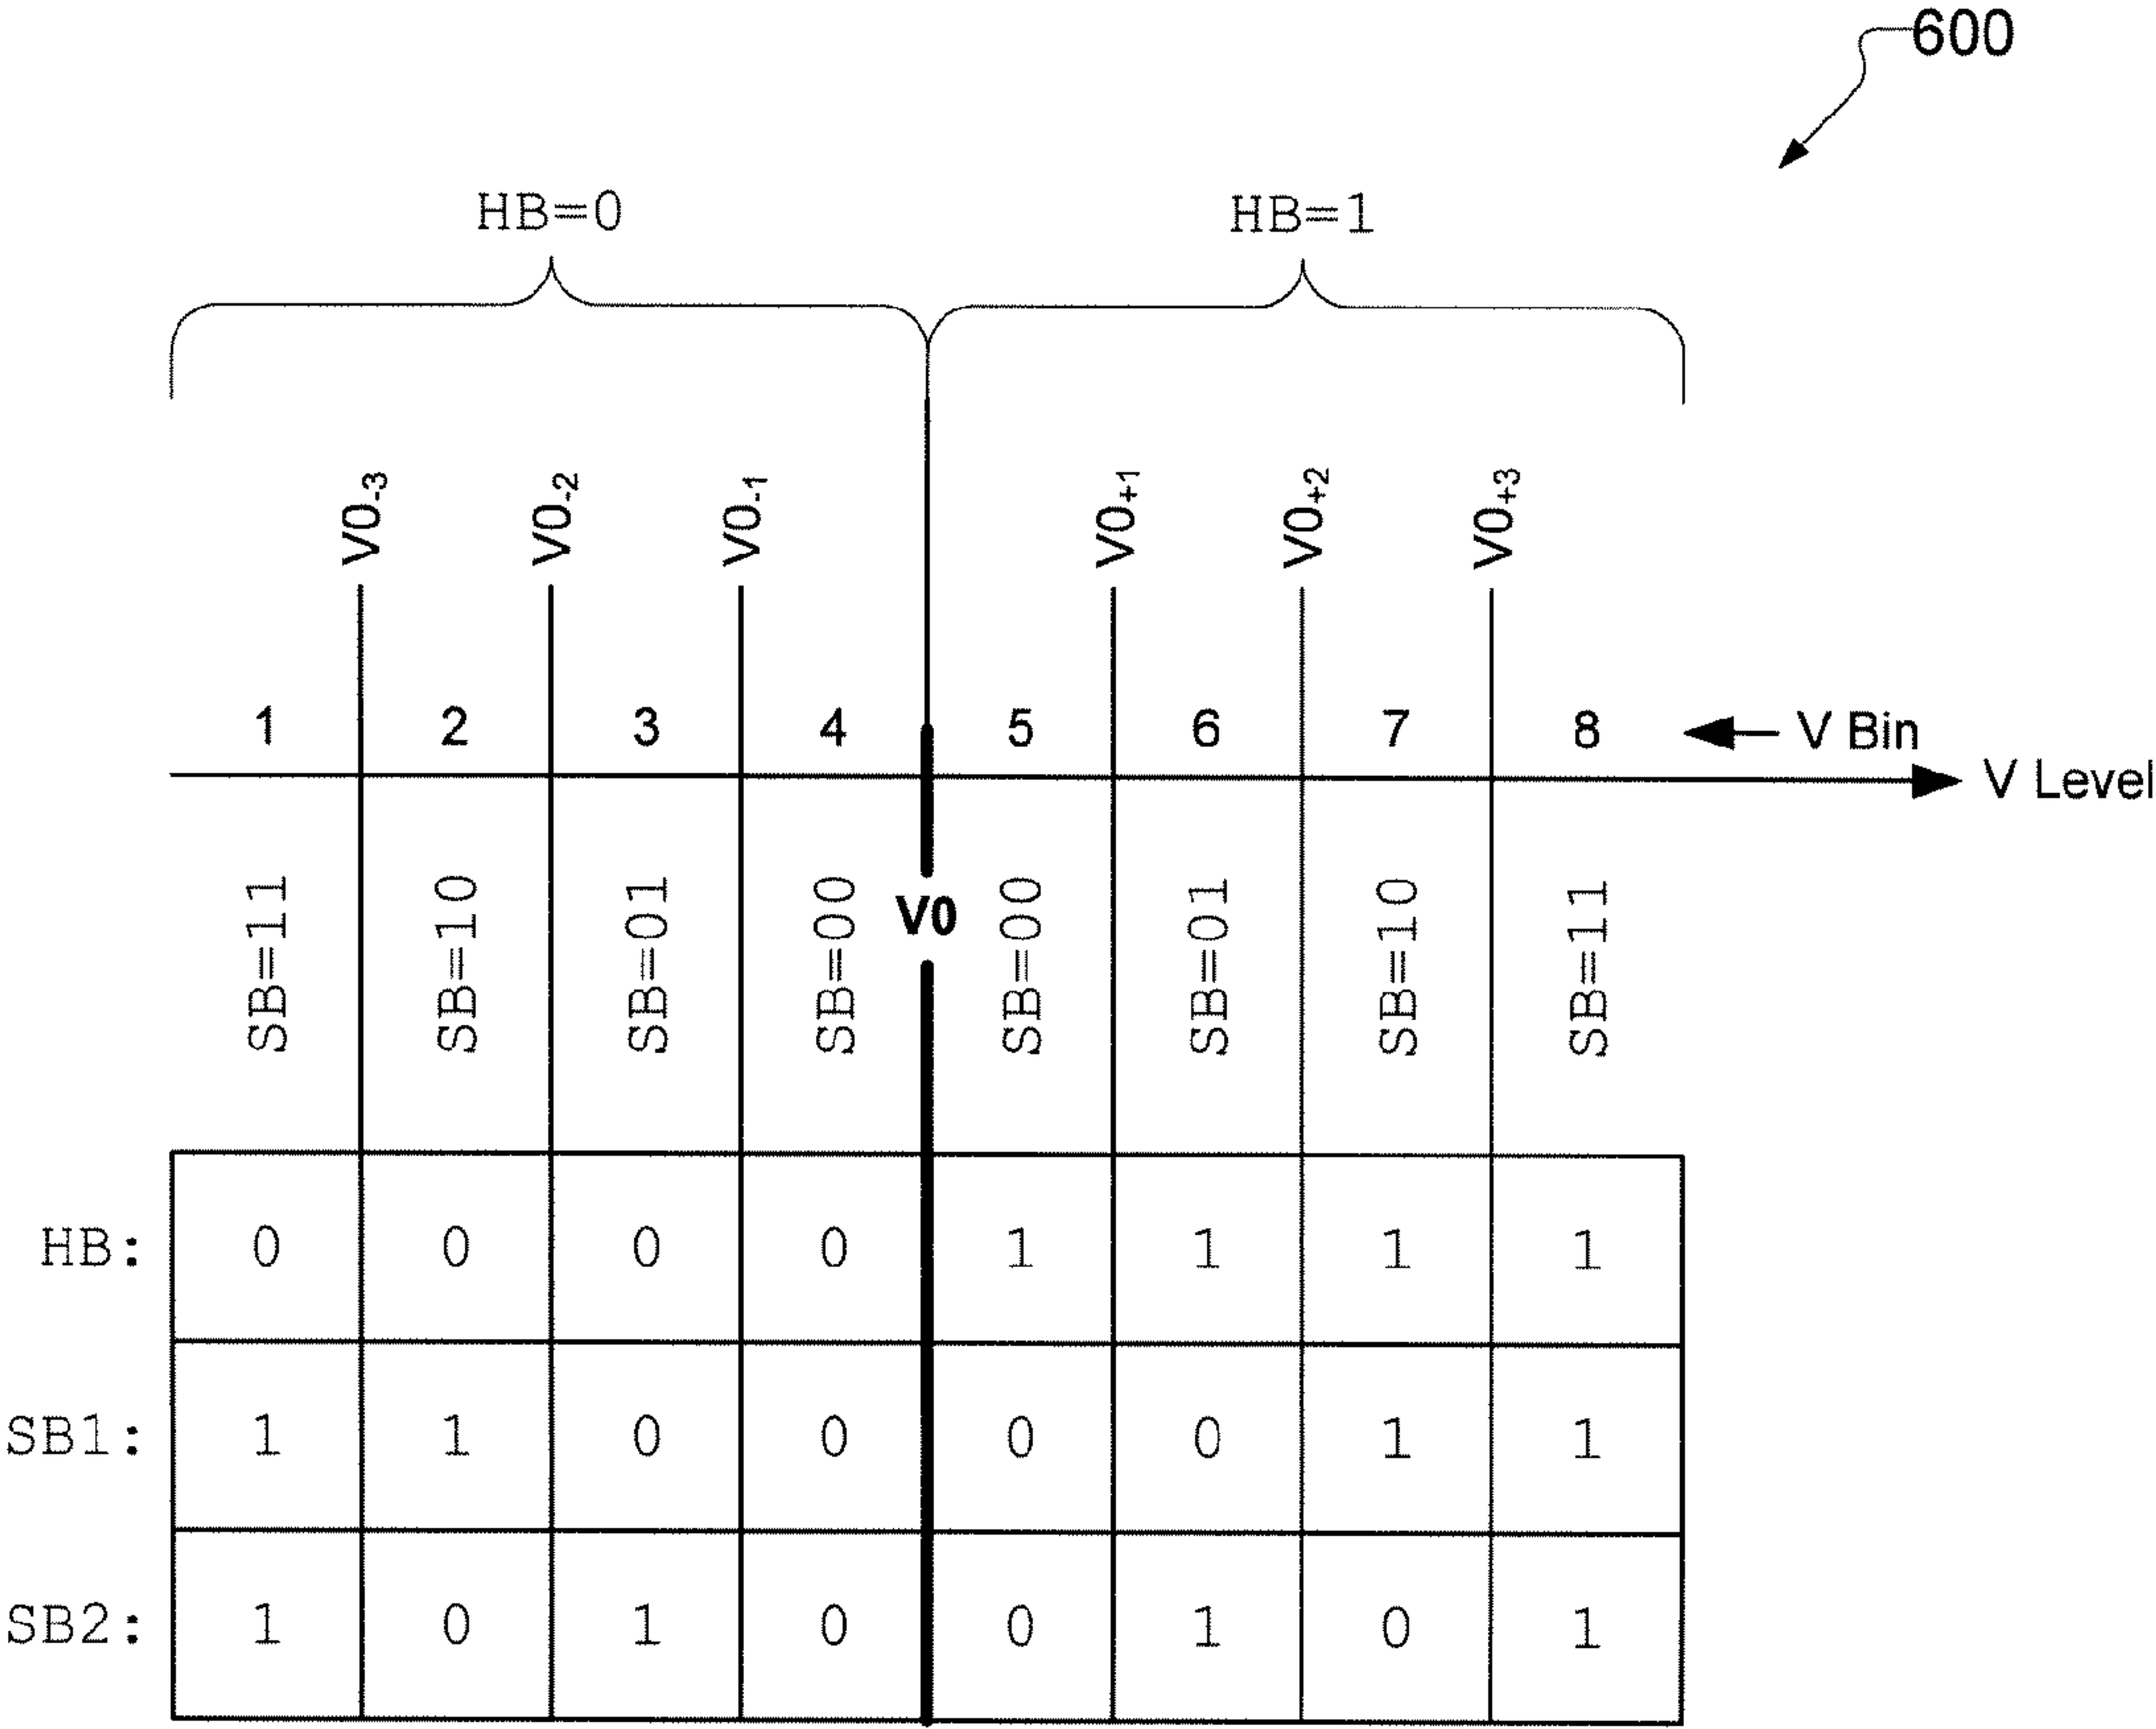 600
HB=0 HB=1
V0-3 V0-2 V0-1 V0+1 V0+2 V0+3
1 2 3 4 5 6 7 8 V Bin
V Level
SB=11 SB=10 SB=01 SB=00 V0 SB=00 SB=01 SB=10 SB=11
HB: 0 0 0 0 1 1 1 1
SB1: 1 1 0 0 0 0 1 1
SB2: 1 0 1 0 0 1 0 1